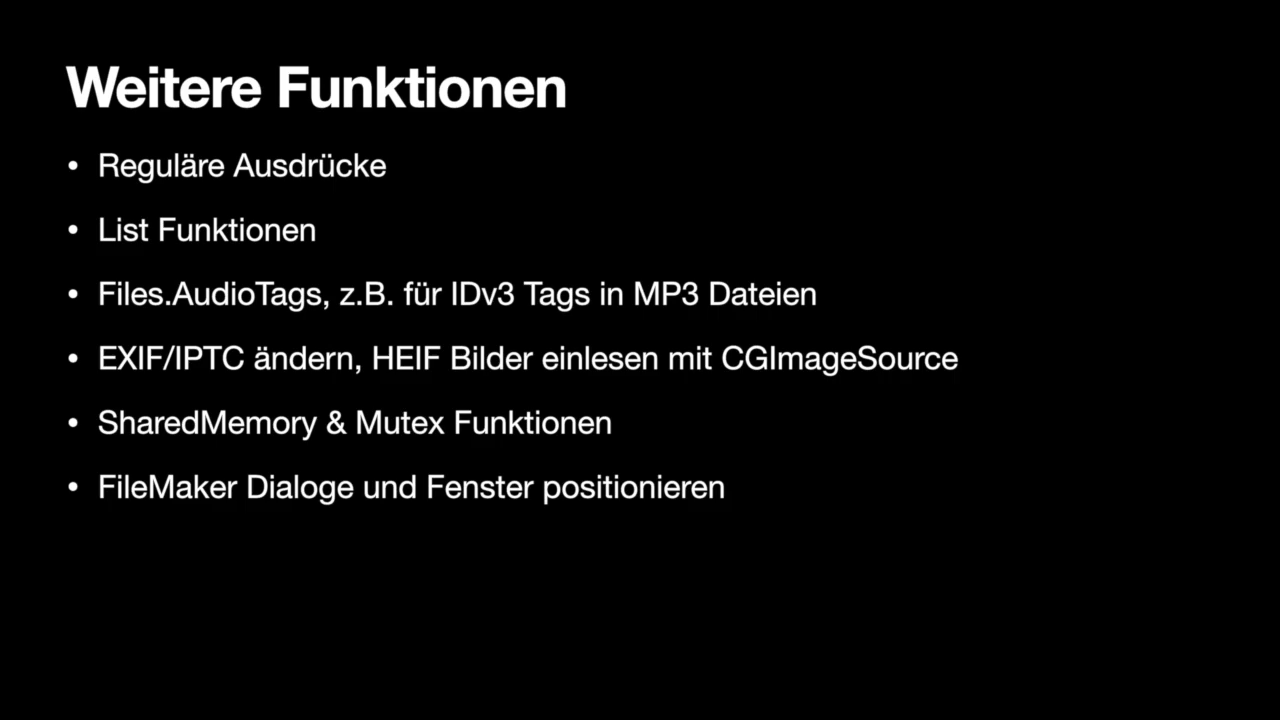 Weitere Funktionen
• Reguläre Ausdrücke
• List Funktionen
• Files.AudioTags, z.B. für IDv3 Tags in MP3 Dateien
• EXIF/IPTC ändern, HEIF Bilder einlesen mit CGImageSource
• SharedMemory & Mutex Funktionen
• FileMaker Dialoge und Fenster positionieren